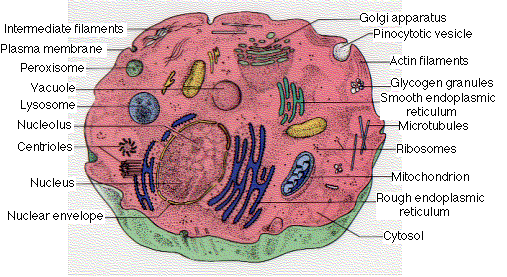 Intermediate filaments
Plasma membrane
Peroxisome
Vacuole
Lysosome
Nucleolus
Centrioles
Nucleus
Nuclear envelope
Golgi apparatus
Pinocytotic vesicle
Actin filaments
Glycogen granules
Smooth endoplasmic
reticulum
Microtubules
Ribosomes
Mitochondrion
Rough endoplasmic
reticulum
Cytosol